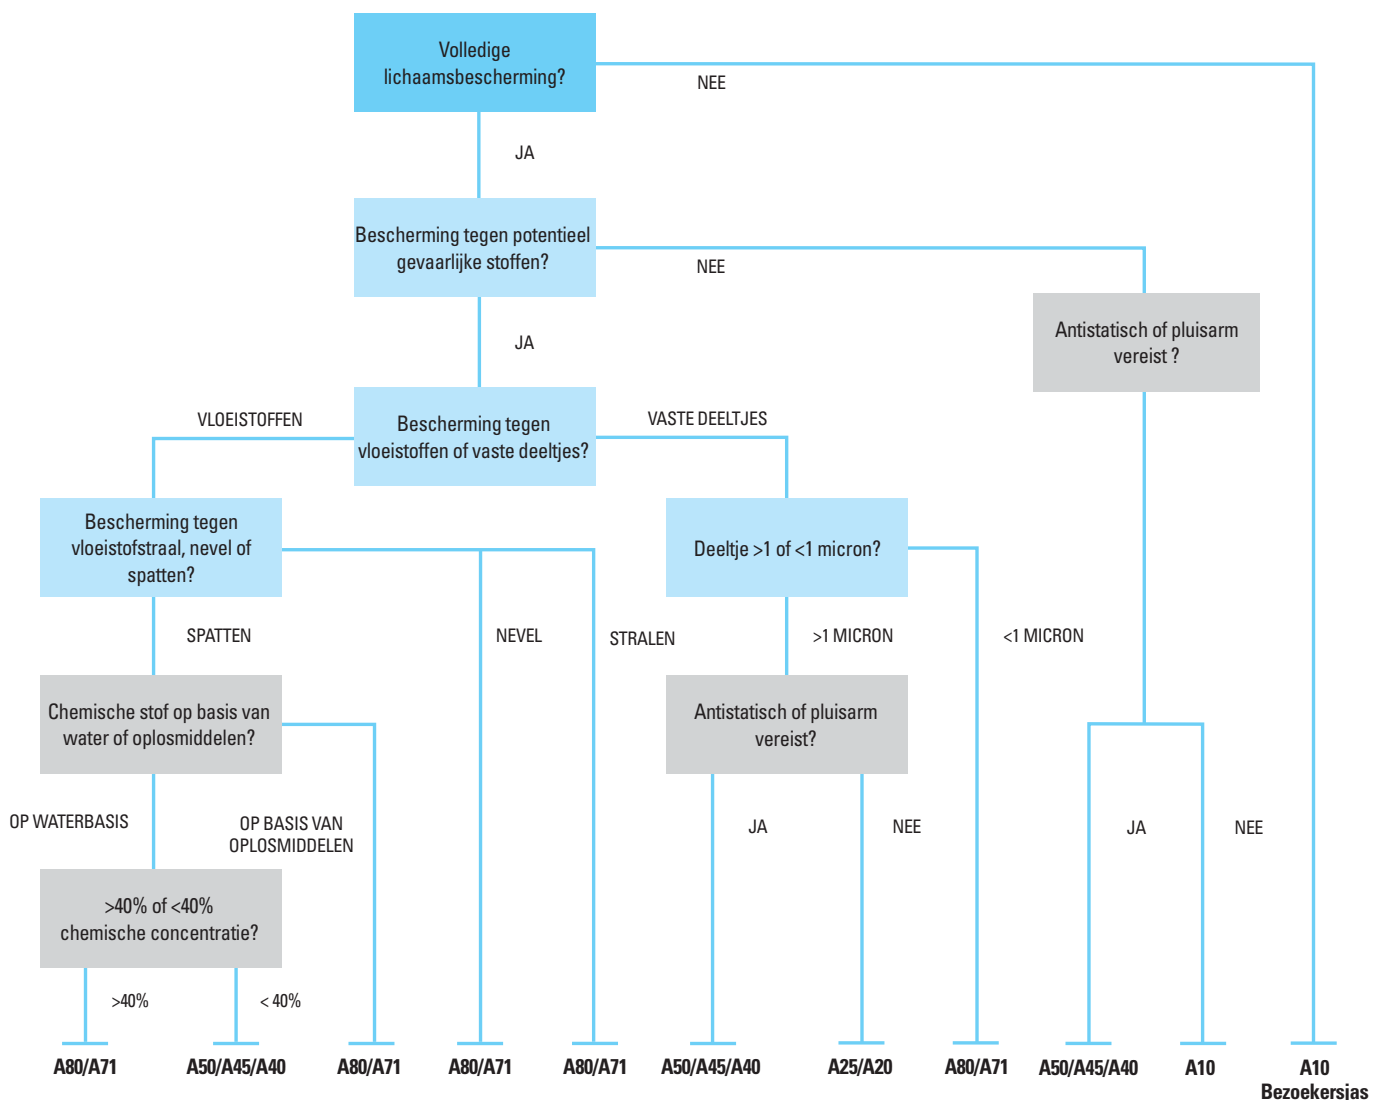 Volledige
lichaamsbescherming?
NEE
JA
Bescherming tegen potentieel
gevaarlijke stoffen?
NEE
JA
Antistatisch of pluisarm
vereist ?
VLOEISTOFFEN
Bescherming tegen
vloeistoffen of vaste deeltjes?
VASTE DEELTJES
Bescherming tegen
vloeistofstraal, nevel of
spatten?
Deeltje >1 of <1 micron?
SPATTEN
NEVEL
STRALEN
>1 MICRON
<1 MICRON
Chemische stof op basis van
water of oplosmiddelen?
Antistatisch of pluisarm
vereist?
OP WATERBASIS
OP BASIS VAN
OPLOSMIDDELEN
JA
NEE
JA
NEE
>40% of <40%
chemische concentratie?
>40%
< 40%
A80/A71
A50/A45/A40
A80/A71
A80/A71
A80/A71
A50/A45/A40
A25/A20
A80/A71
A50/A45/A40
A10
A10
Bezoekersjas